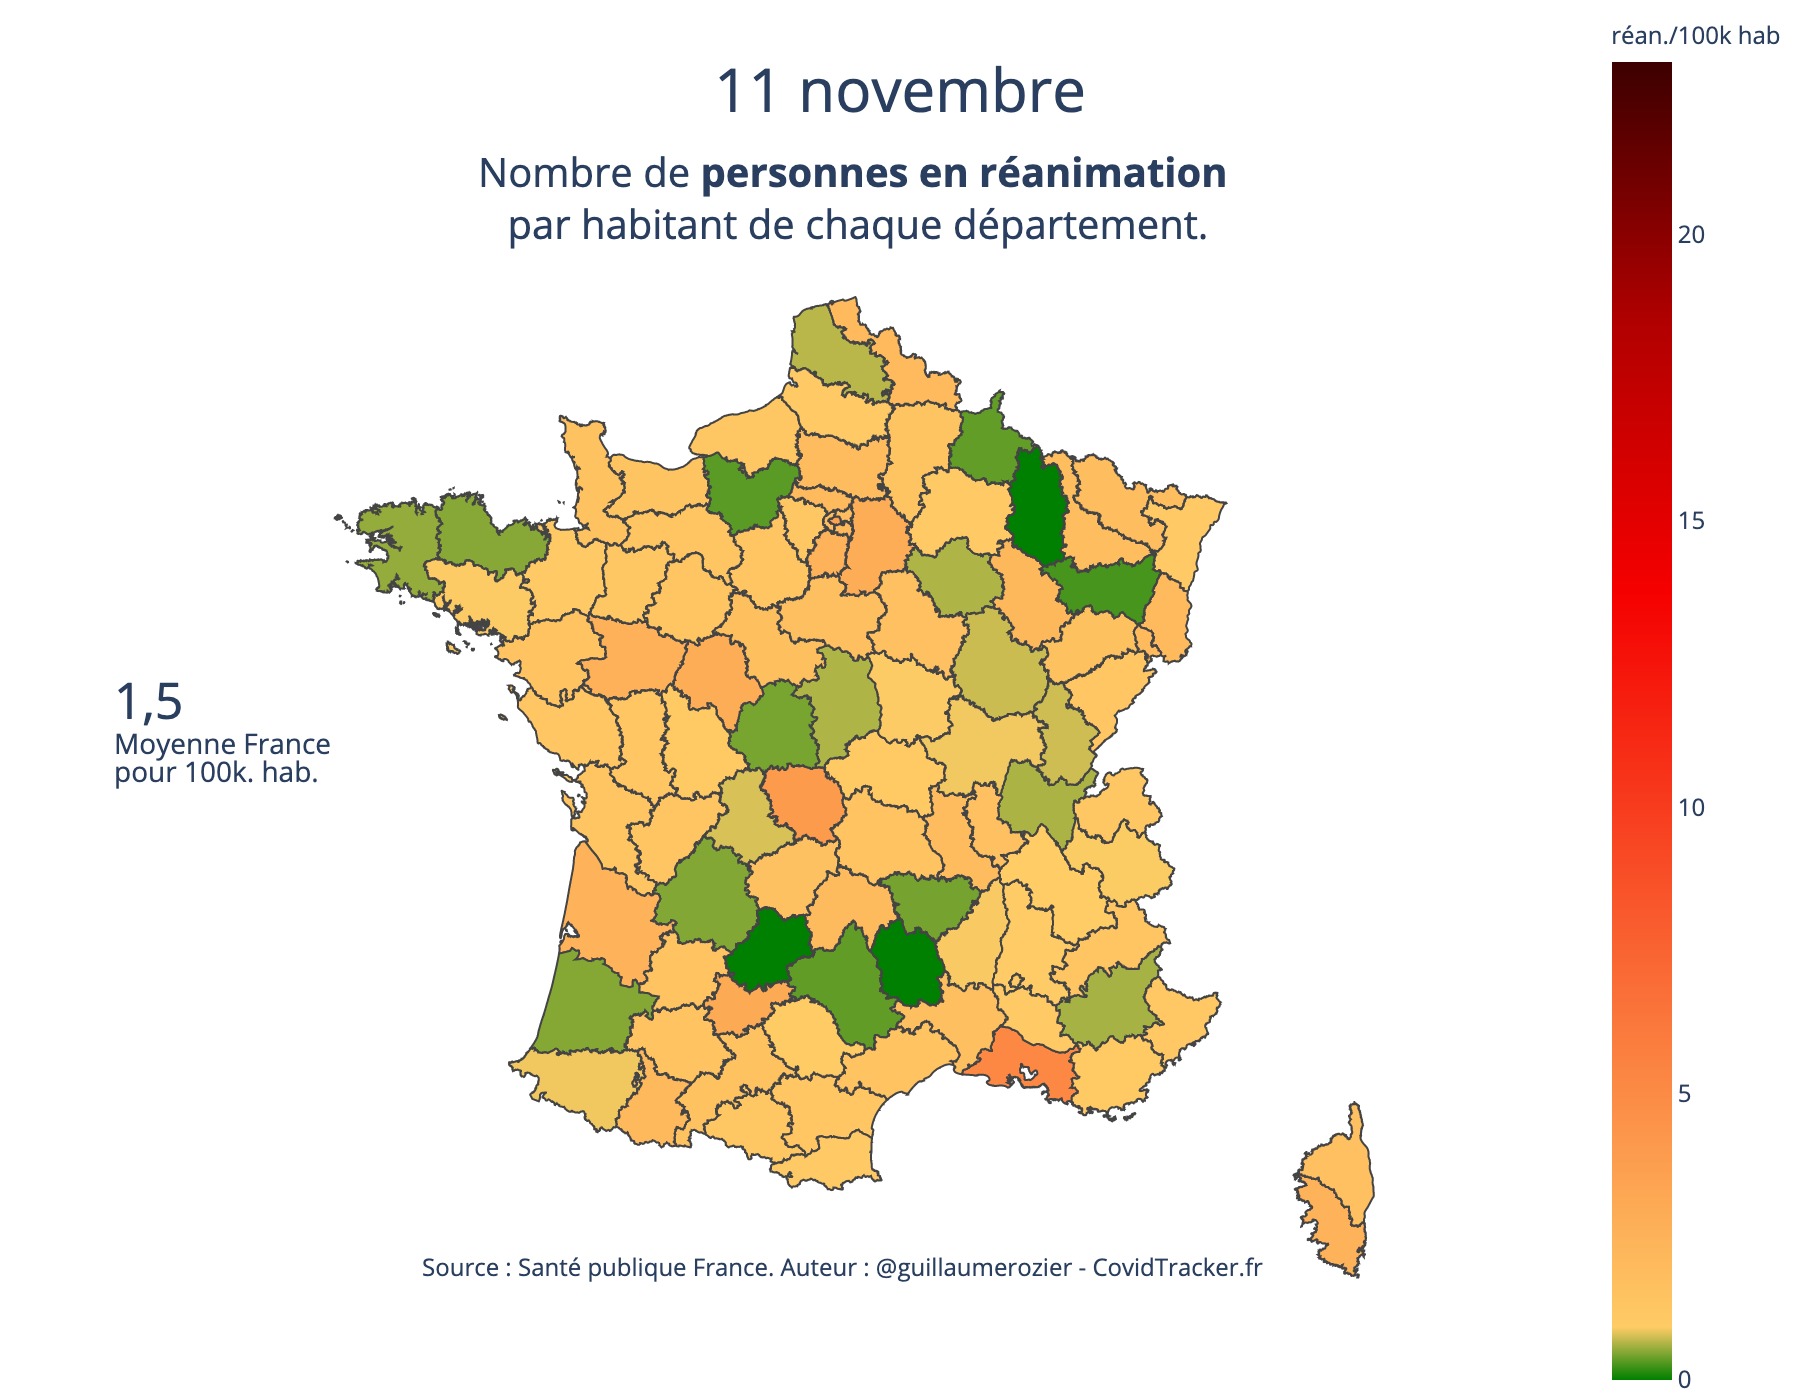 réan./100k hab
11 novembre
Nombre de personnes en réanimation
par habitant de chaque département.
20
15
1,5
Moyenne France
pour 100k. hab.
10
5
Source : Santé publique France. Auteur : @guillaumerozier - CovidTracker.fr
0